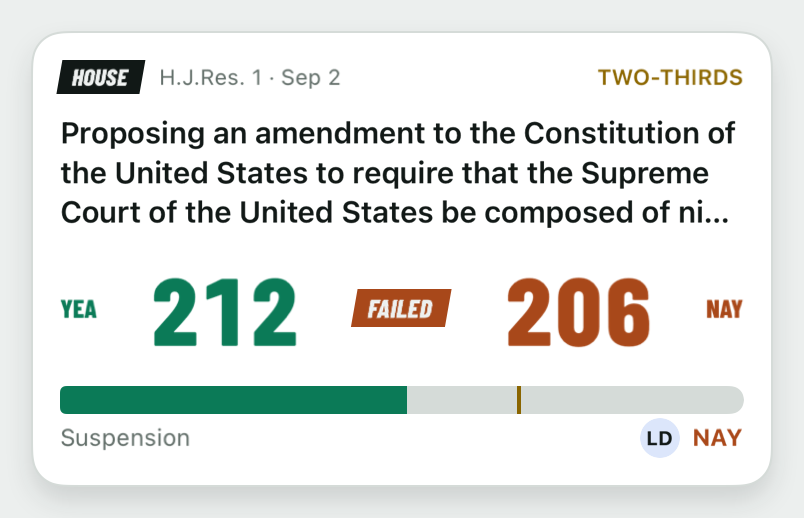 HOUSE H.J.Res. 1 · Sep 2 TWO-THIRDS
Proposing an amendment to the Constitution of
the United States to require that the Supreme
Court of the United States be composed of ni...
YEA 212 FAILED 206 NAY
Suspension LD NAY